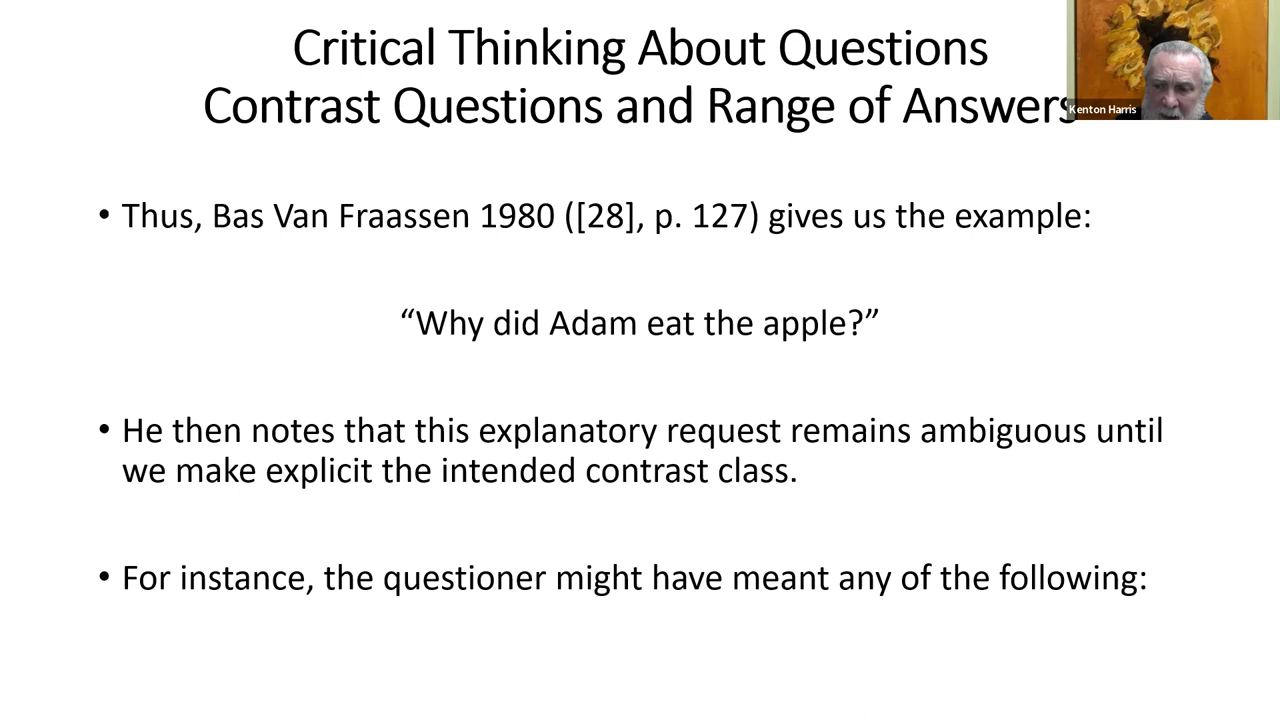 Critical Thinking About Questions
Contrast Questions and Range of Answers
Kenton Harris
• Thus, Bas Van Fraassen 1980 ([28], p. 127) gives us the example:
“Why did Adam eat the apple?”
• He then notes that this explanatory request remains ambiguous until
we make explicit the intended contrast class.
• For instance, the questioner might have meant any of the following: